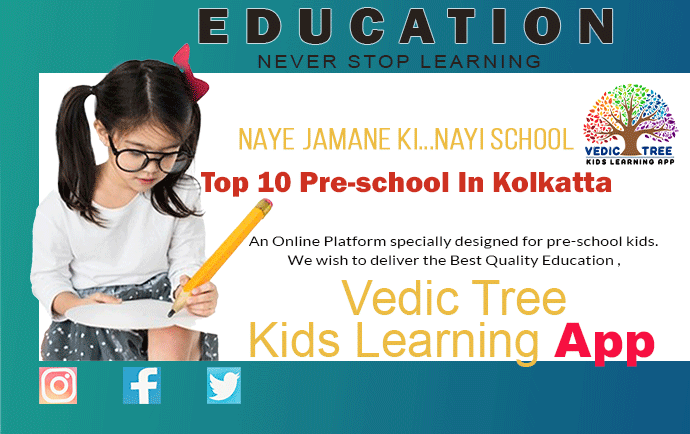 EDUCATION
NEVER STOP LEARNING
NAYE JAMANE KI...NAYI SCHOOL
VEDIC TREE
KIDS LEARNING APP
Top 10 Pre-school In Kolkatta
An Online Platform specially designed for pre-school kids.
We wish to deliver the Best Quality Education ,
Vedic Tree
Kids Learning App